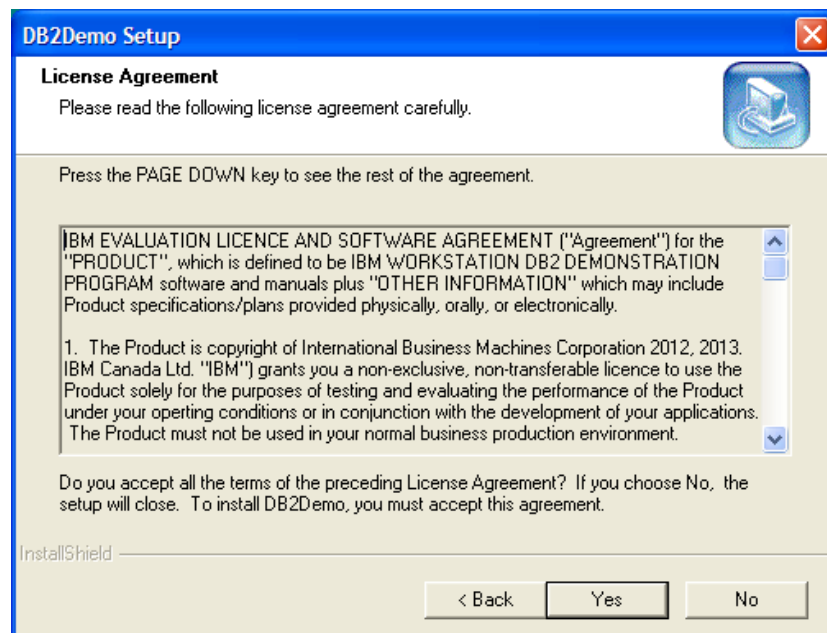 DB2Demo Setup
License Agreement
Please read the following license agreement carefully.
Press the PAGE DOWN key to see the rest of the agreement.
IBM EVALUATION LICENCE AND SOFTWARE AGREEMENT ("Agreement") for the
"PRODUCT", which is defined to be IBM WORKSTATION DB2 DEMONSTRATION
PROGRAM software and manuals plus "OTHER INFORMATION" which may include
Product specifications/plans provided physically, orally, or electronically.
1. The Product is copyright of International Business Machines Corporation 2012, 2013.
IBM Canada Ltd. "IBM") grants you a non-exclusive, non-transferable licence to use the
Product solely for the purposes of testing and evaluating the performance of the Product
under your operting conditions or in conjunction with the development of your applications.
The Product must not be used in your normal business production environment.
Do you accept all the terms of the preceding License Agreement? If you choose No, the
setup will close. To install DB2Demo, you must accept this agreement.
InstallShield
< Back Yes No